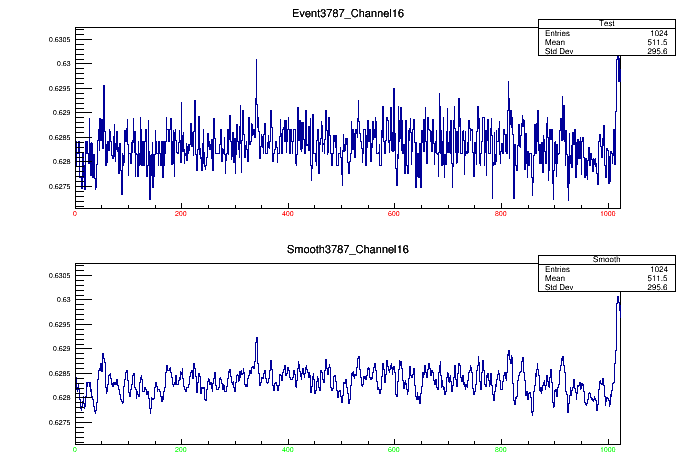 Event3787_Channel16
Test
Entries 1024
Mean 511.5
Std Dev 295.6
0.6305
0.63
0.6295
0.629
0.6285
0.628
0.6275
0 200 400 600 800 1000
Smooth3787_Channel16
Smooth
Entries 1024
Mean 511.5
Std Dev 295.6
0.6305
0.63
0.6295
0.629
0.6285
0.628
0.6275
0 200 400 600 800 1000